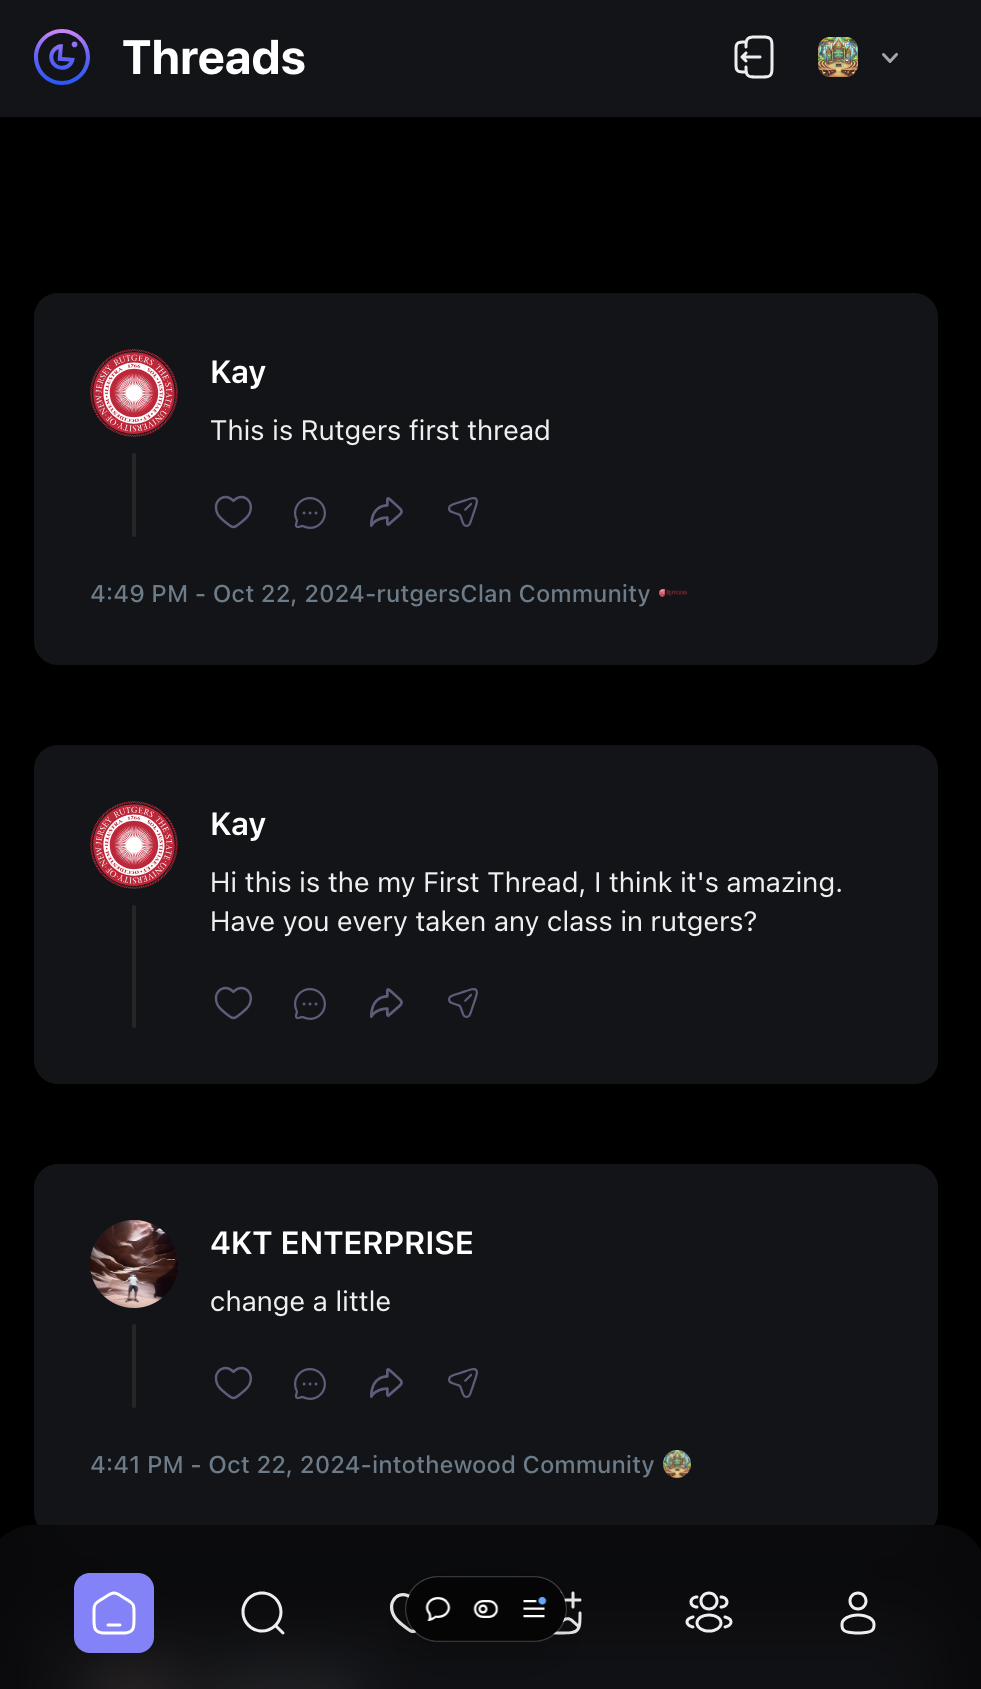 Threads
Kay
This is Rutgers first thread
4:49 PM - Oct 22, 2024-rutgersClan Community
Kay
Hi this is the my First Thread, I think it's amazing.
Have you every taken any class in rutgers?
4KT ENTERPRISE
change a little
4:41 PM - Oct 22, 2024-intothewood Community